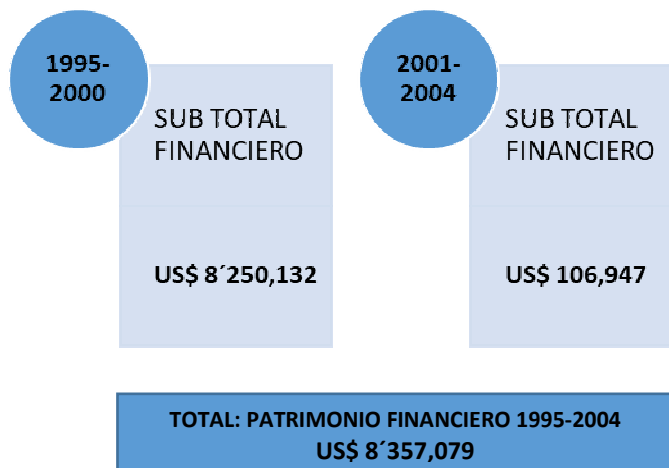 1995-
2000
SUB TOTAL
FINANCIERO
US$ 8´250,132
2001-
2004
SUB TOTAL
FINANCIERO
US$ 106,947
TOTAL: PATRIMONIO FINANCIERO 1995-2004
US$ 8´357,079